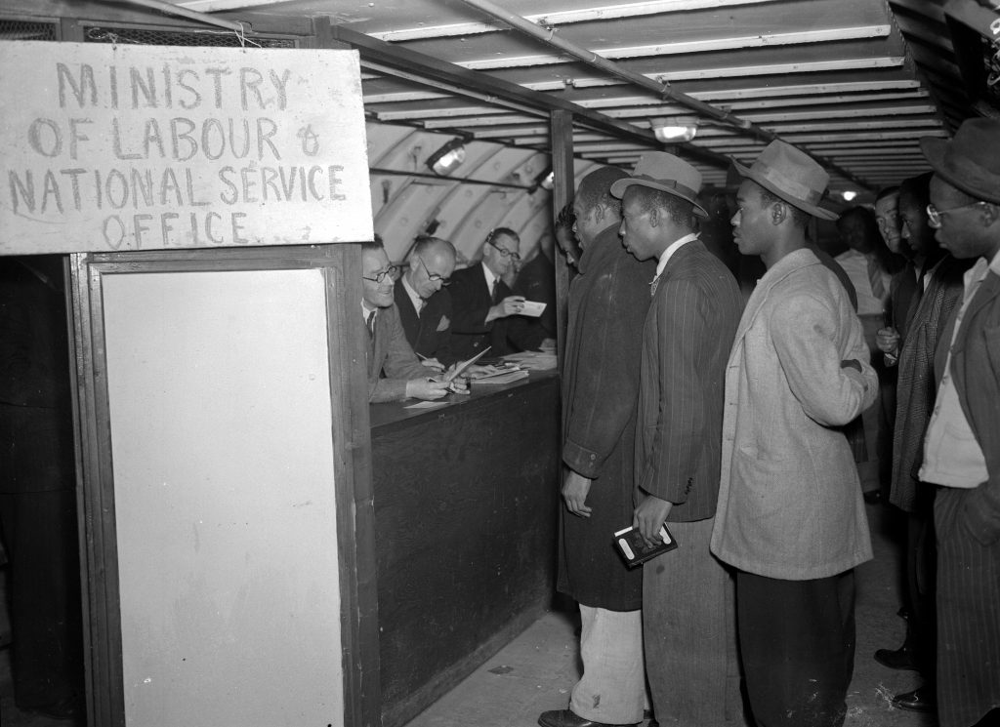 MINISTRY
OF LABOUR &
NATIONAL SERVICE
OFFICE